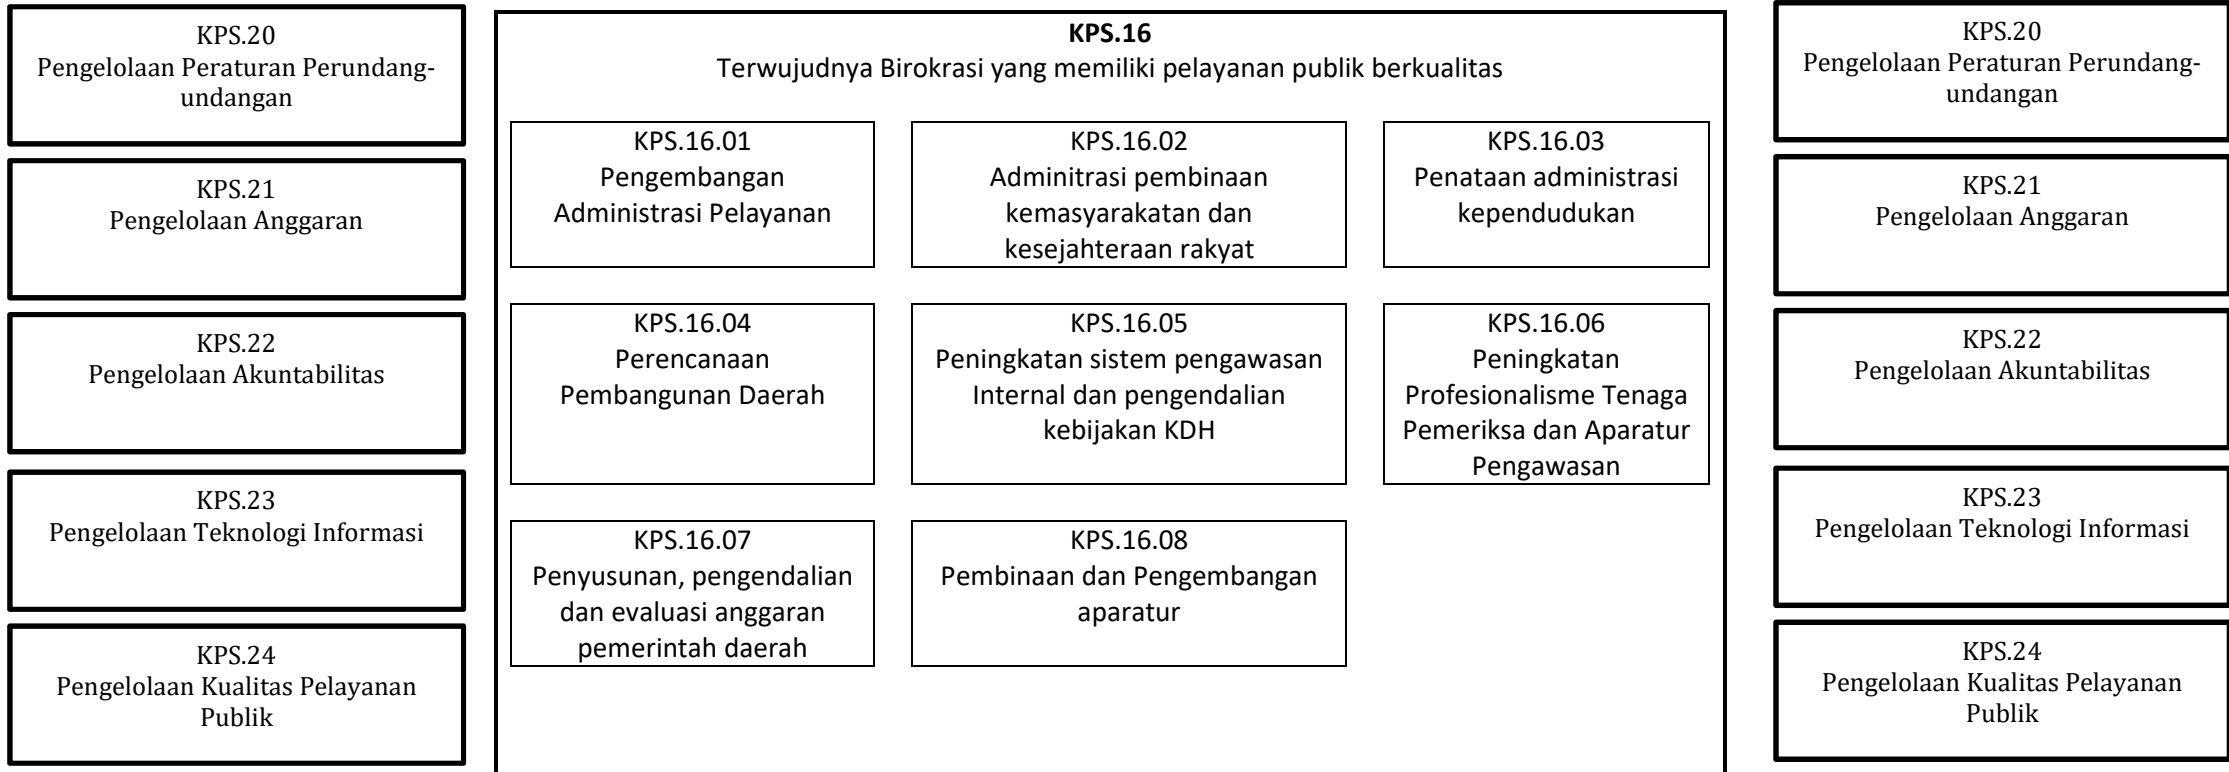 KPS.20
Pengelolaan Peraturan Perundang-
undangan
KPS.21
Pengelolaan Anggaran
KPS.22
Pengelolaan Akuntabilitas
KPS.23
Pengelolaan Teknologi Informasi
KPS.24
Pengelolaan Kualitas Pelayanan
Publik
KPS.16
Terwujudnya Birokrasi yang memiliki pelayanan publik berkualitas
KPS.16.01
Pengembangan
Administrasi Pelayanan
KPS.16.02
Adminitrasi pembinaan
kemasyarakatan dan
kesejahteraan rakyat
KPS.16.03
Penataan administrasi
kependudukan
KPS.16.04
Perencanaan
Pembangunan Daerah
KPS.16.05
Peningkatan sistem pengawasan
Internal dan pengendalian
kebijakan KDH
KPS.16.06
Peningkatan
Profesionalisme Tenaga
Pemeriksa dan Aparatur
Pengawasan
KPS.16.07
Penyusunan, pengendalian
dan evaluasi anggaran
pemerintah daerah
KPS.16.08
Pembinaan dan Pengembangan
aparatur
KPS.20
Pengelolaan Peraturan Perundang-
undangan
KPS.21
Pengelolaan Anggaran
KPS.22
Pengelolaan Akuntabilitas
KPS.23
Pengelolaan Teknologi Informasi
KPS.24
Pengelolaan Kualitas Pelayanan
Publik